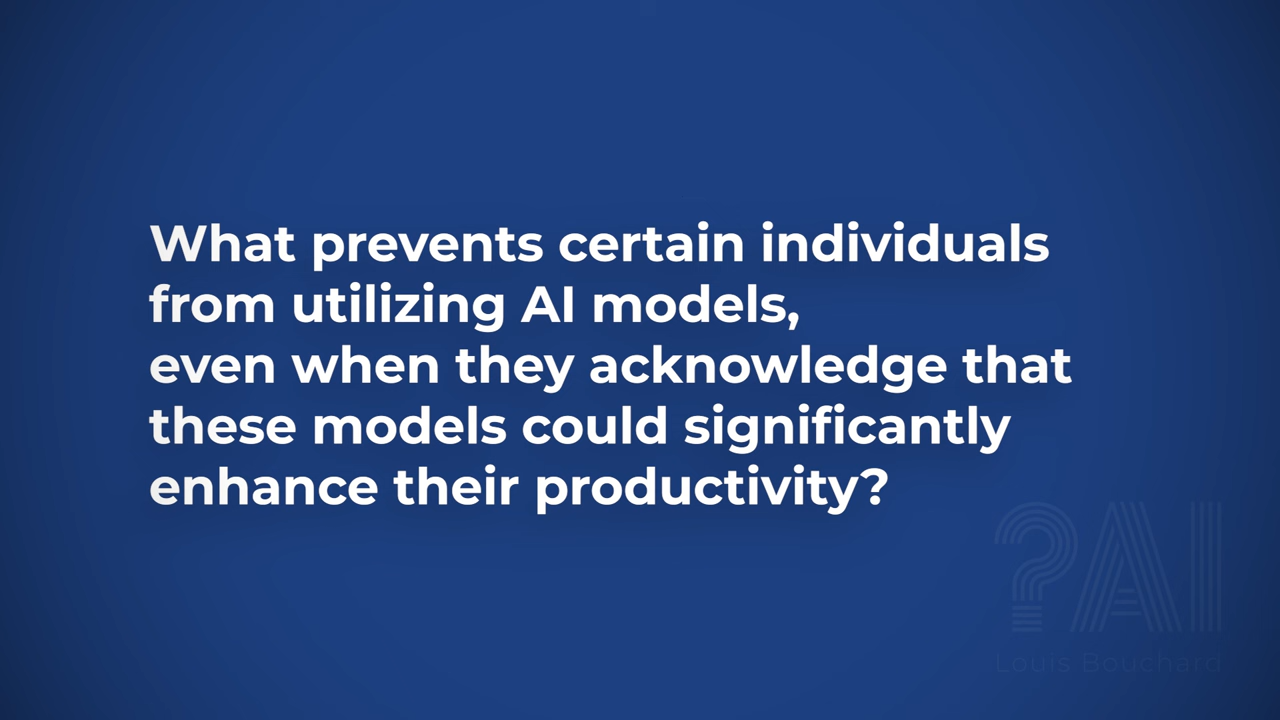 What prevents certain individuals
from utilizing AI models,
even when they acknowledge that
these models could significantly
enhance their productivity?
?AI
Louis Bouchard